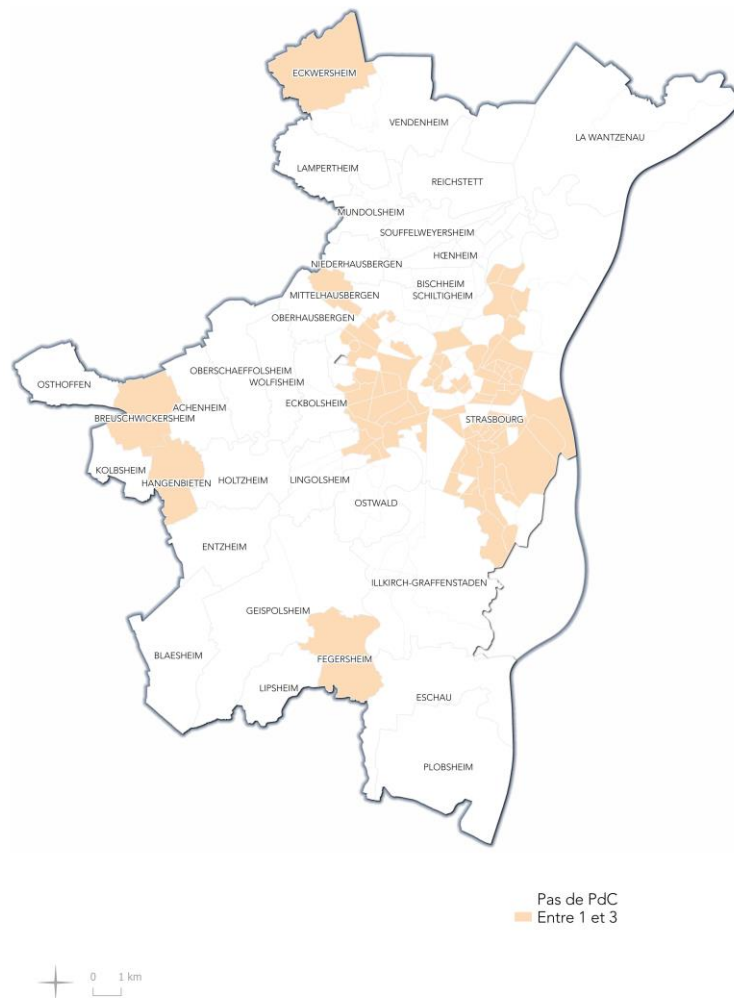 ECKWERSHEIM
VENDENHEIM
LA WANTZENAU
LAMPERTHEIM
REICHSTETT
MUNDOLSHEIM
SOUFFELWEYERSHEIM
HŒNHEIM
NIEDERHAUSBERGEN
BISCHHEIM
MITTELHAUSBERGEN
SCHILTIGHEIM
OBERHAUSBERGEN
OBERSCHAEFFOLSHEIM
WOLFISHEIM
OSTHOFFEN
ECKBOLSHEIM
ACHENHEIM
BREUSCHWICKERSHEIM
STRASBOURG
KOLBSHEIM
HANGENBIETEN
HOLTZHEIM
LINGOLSHEIM
OSTWALD
ENTZHEIM
ILLKIRCH-GRAFFENSTADEN
GEISPOLSHEIM
BLAESHEIM
FEGERSHEIM
LIPSHEIM
ESCHAU
PLOBSHEIM
Pas de PdC
Entre 1 et 3
0 1 km